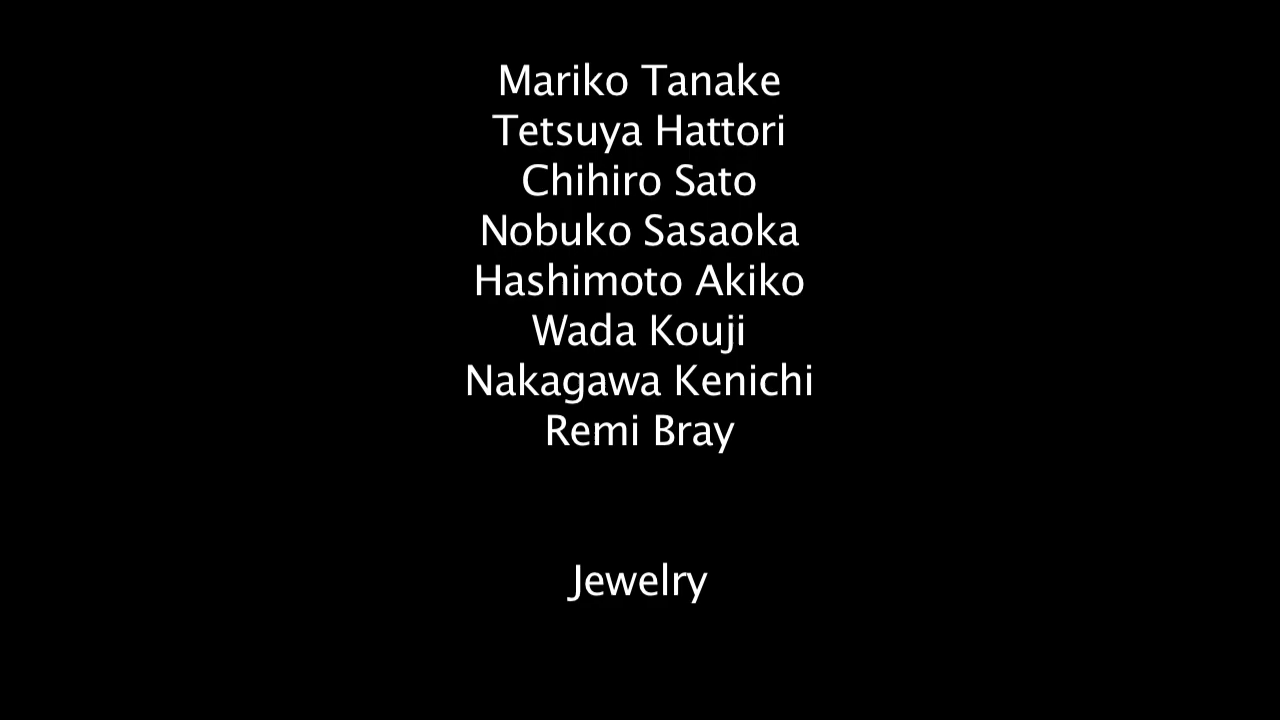 Mariko Tanake
Tetsuya Hattori
Chihiro Sato
Nobuko Sasaoka
Hashimoto Akiko
Wada Kouji
Nakagawa Kenichi
Remi Bray
Jewelry